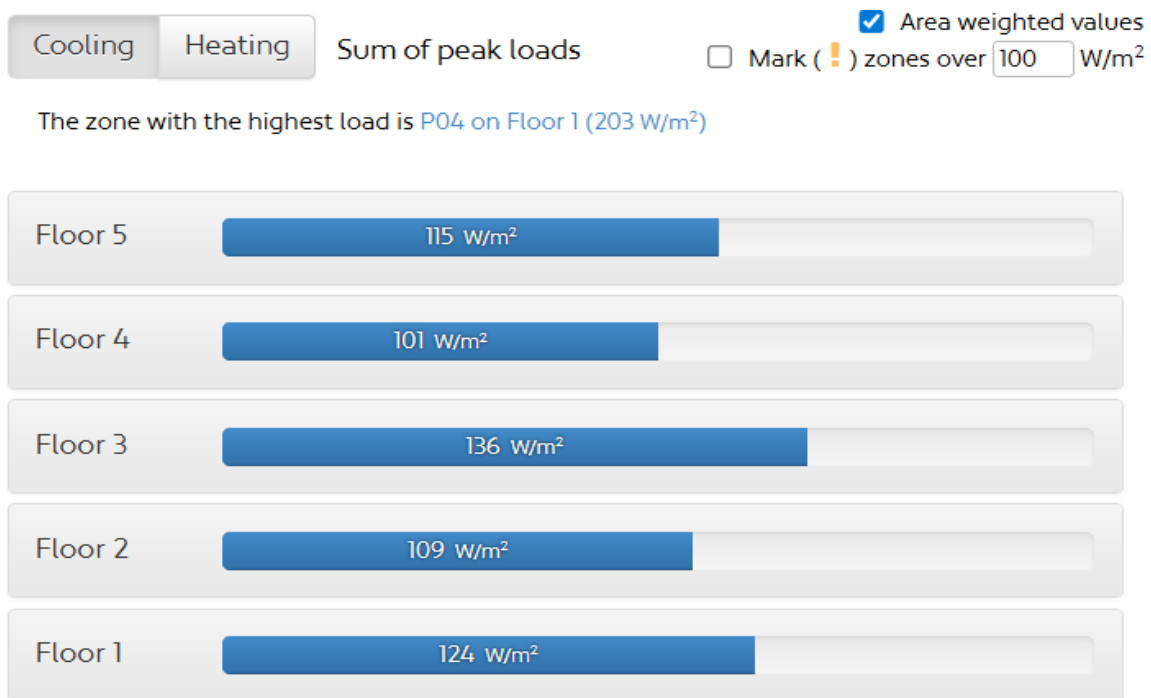 Cooling Heating Sum of peak loads
Area weighted values
Mark ( ! ) zones over 100 W/m²
The zone with the highest load is P04 on Floor 1 (203 W/m²)
Floor 5 115 W/m²
Floor 4 101 W/m²
Floor 3 136 W/m²
Floor 2 109 W/m²
Floor 1 124 W/m²